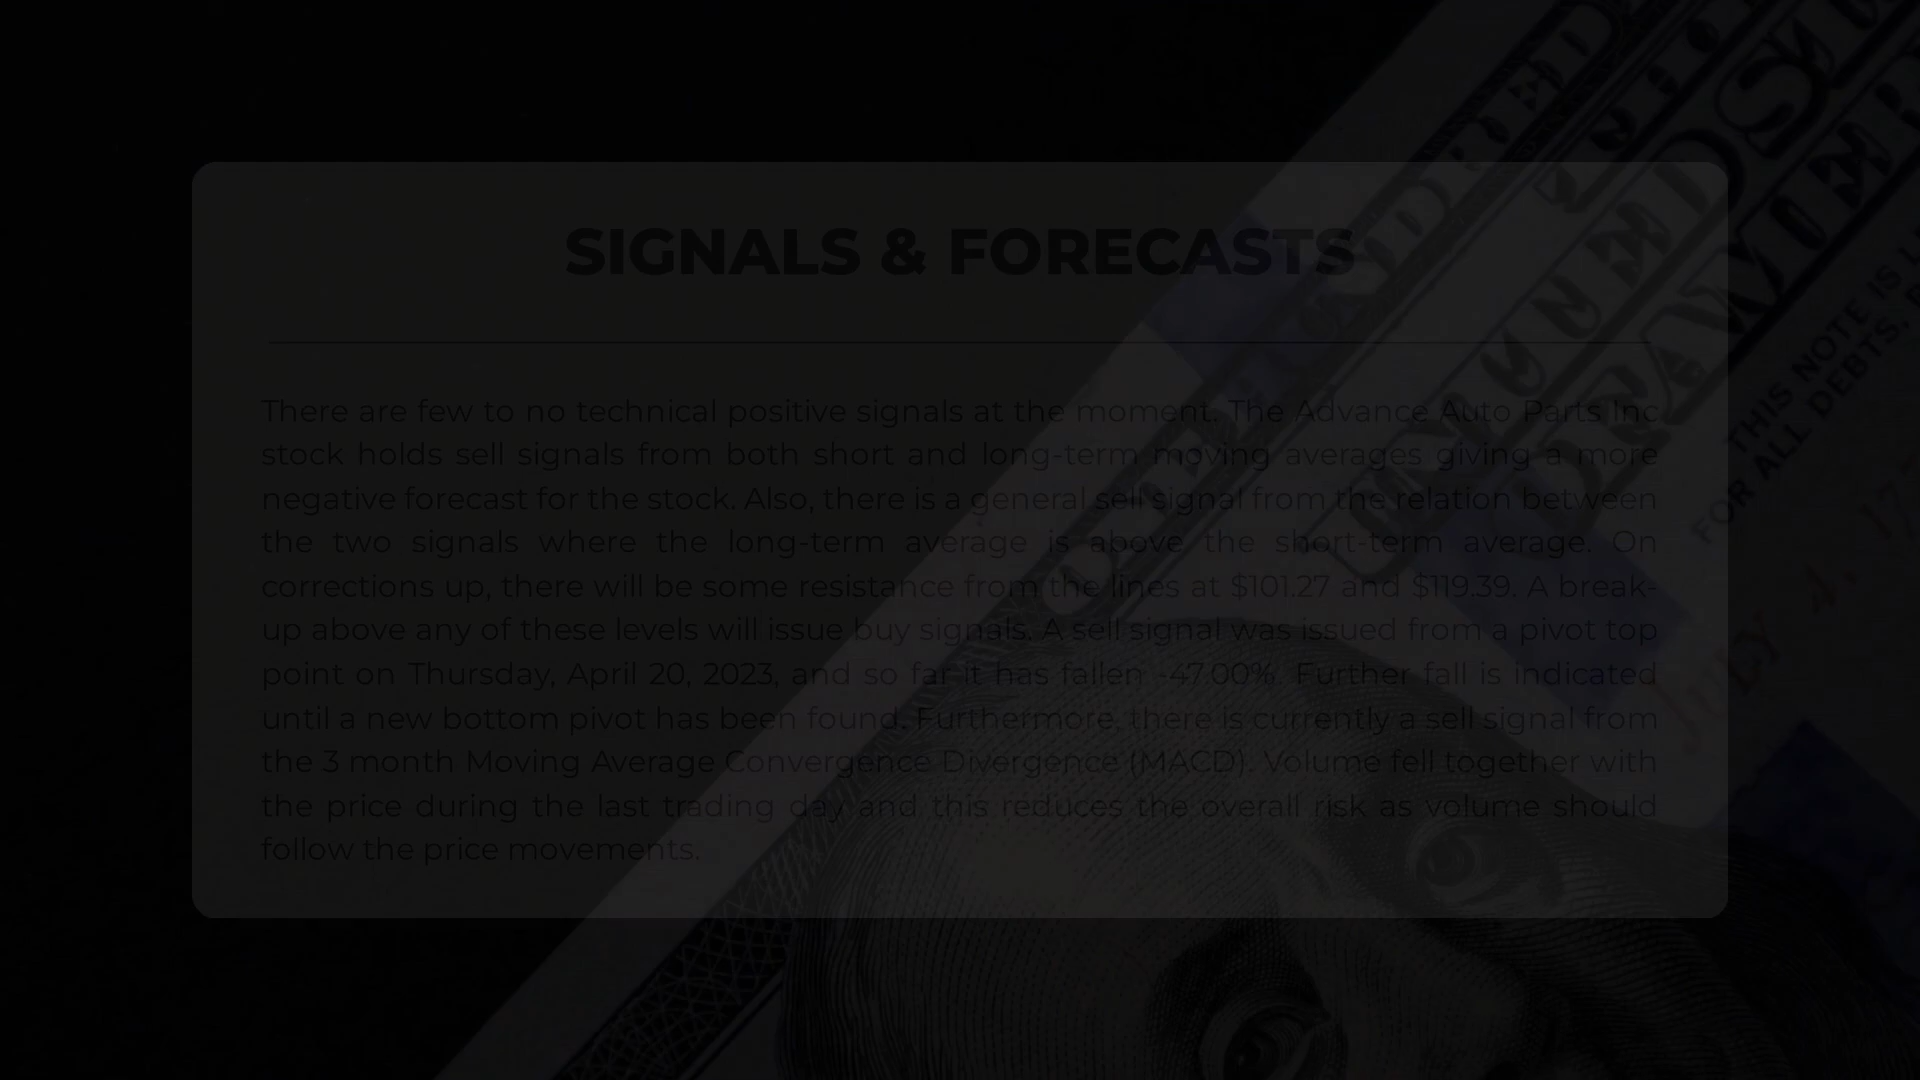 SIGNALS & FORECASTS
There are few to no technical positive signals at the moment. The Advance Auto Parts Inc
stock holds sell signals from both short and long-term moving averages giving a more
negative forecast for the stock. Also, there is a general sell signal from the relation between
the two signals where the long-term average is above the short-term average. On
corrections up, there will be some resistance from the lines at $101.27 and $119.39. A break-
up above any of these levels will issue buy signals. A sell signal was issued from a pivot top
point on Thursday, April 20, 2023, and so far it has fallen -47.00%. Further fall is indicated
until a new bottom pivot has been found. Furthermore, there is currently a sell signal from
the 3 month Moving Average Convergence Divergence (MACD). Volume fell together with
the price during the last trading day and this reduces the overall risk as volume should
follow the price movements.
THIS NOTE IS L
FOR ALL DEBTS,